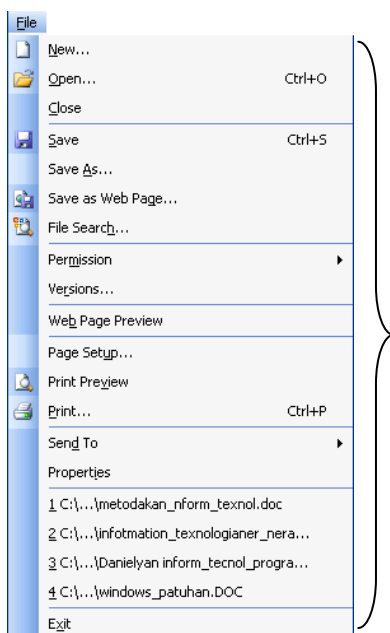 File
New...
Open... Ctrl+O
Close
Save Ctrl+S
Save As...
Save as Web Page...
File Search...
Permission
Versions...
Web Page Preview
Page Setup...
Print Preview
Print... Ctrl+P
Send To
Properties
1 C:\...\metodakan_nform_texnol.doc
2 C:\...\infotmation_texnologianer_nera...
3 C:\...\Danielyan inform_tecnol_progra...
4 C:\...\windows_patuhan.DOC
Exit